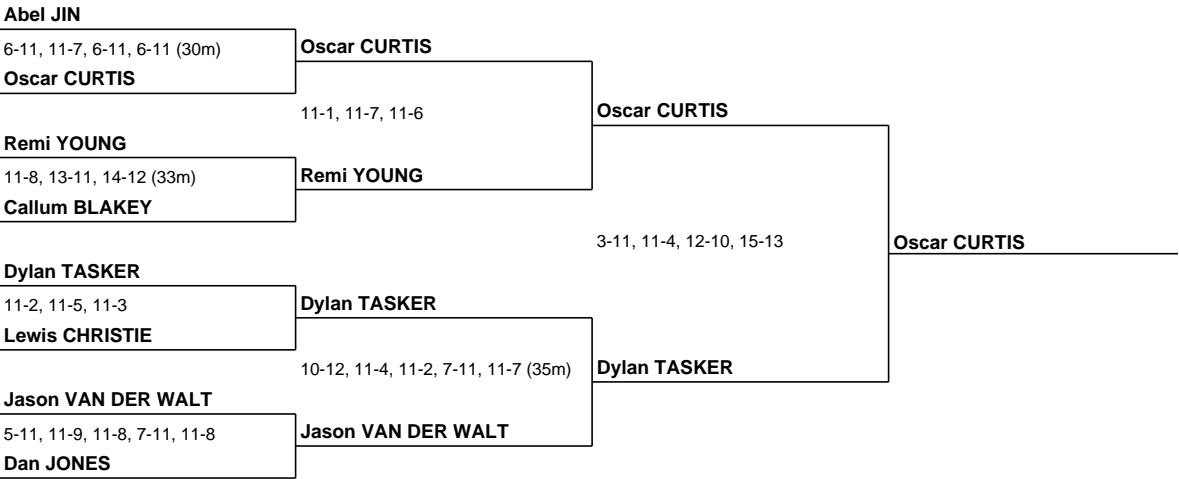 Abel JIN
6-11, 11-7, 6-11, 6-11 (30m)
Oscar CURTIS
Oscar CURTIS
11-1, 11-7, 11-6
Oscar CURTIS
Remi YOUNG
11-8, 13-11, 14-12 (33m)
Remi YOUNG
Callum BLAKEY
3-11, 11-4, 12-10, 15-13
Oscar CURTIS
Dylan TASKER
11-2, 11-5, 11-3
Dylan TASKER
Lewis CHRISTIE
10-12, 11-4, 11-2, 7-11, 11-7 (35m)
Dylan TASKER
Jason VAN DER WALT
5-11, 11-9, 11-8, 7-11, 11-8
Jason VAN DER WALT
Dan JONES